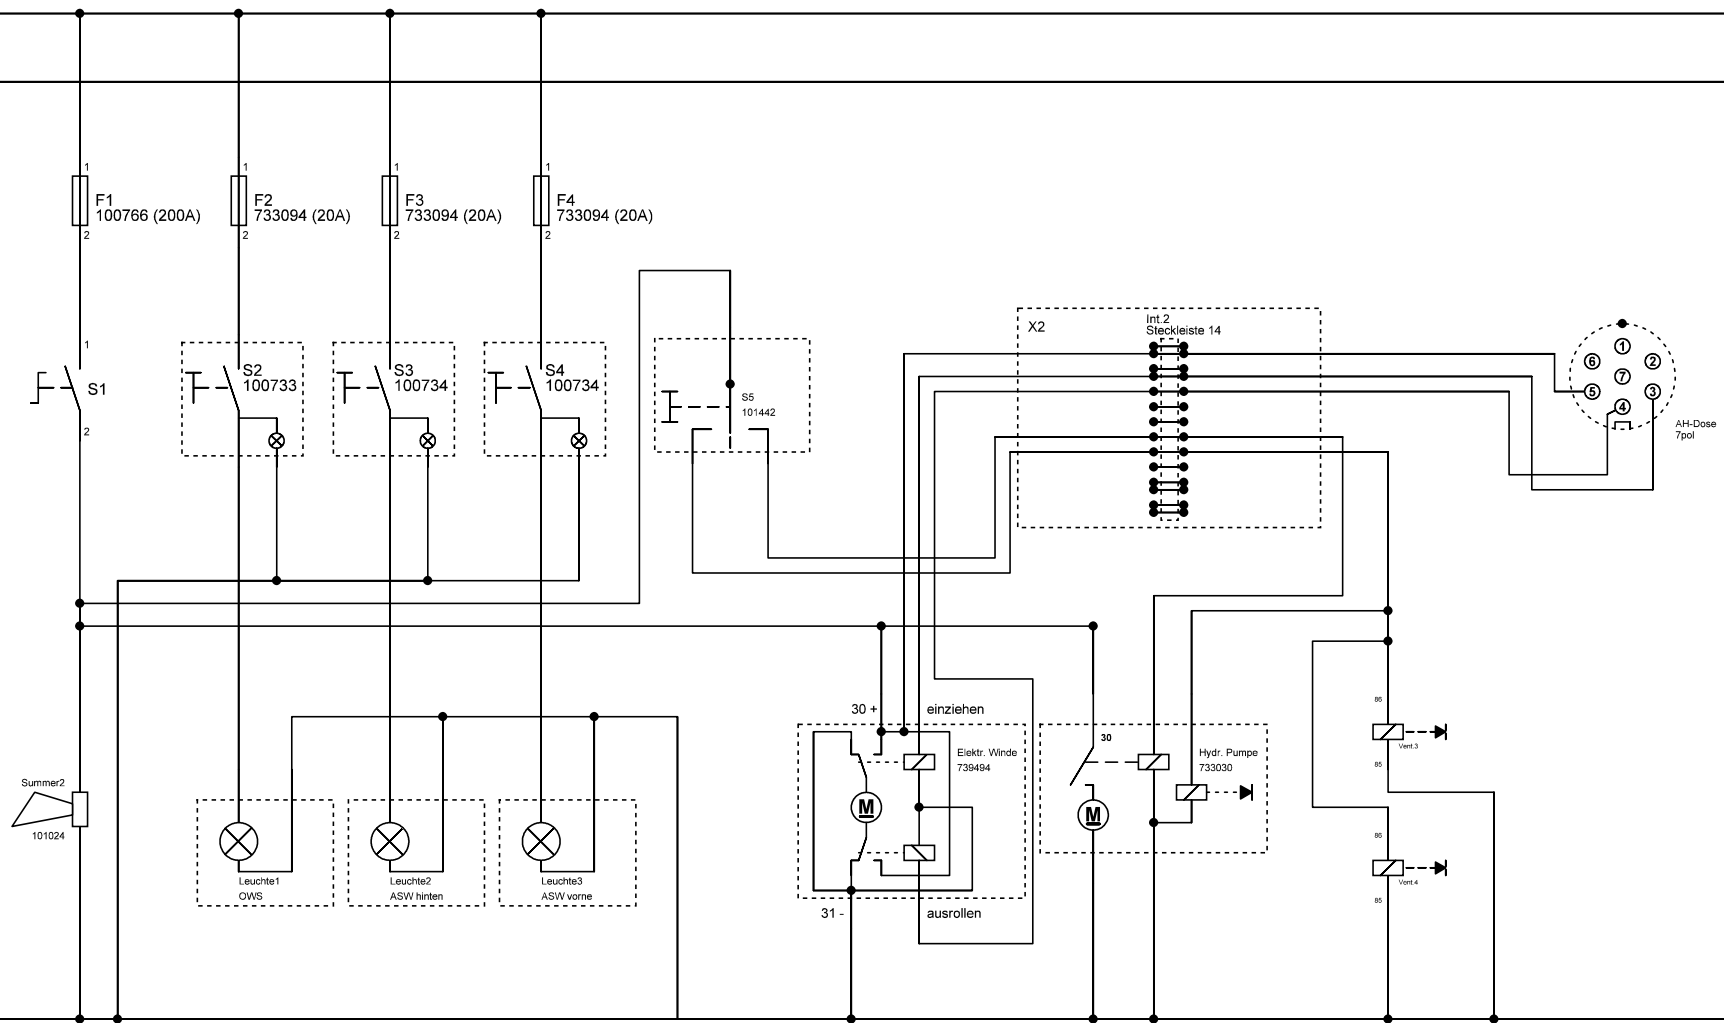 1
1
1
1
F1
100766 (200A)
F2
733094 (20A)
F3
733094 (20A)
F4
733094 (20A)
2
2
2
2
X2
Int.2
Steckleiste 14
1
6
2
7
5
3
4
AH-Dose
7pol
1
S1
2
S2
100733
S3
100734
S4
100734
S5
101442
30 +
einziehen
86
30
Elektr. Winde
739494
Hydr. Pumpe
733030
Vent.3
85
Summer2
101024
M
M
86
Leuchte1
OWS
Leuchte2
ASW hinten
Leuchte3
ASW vorne
Vent.4
85
31 -
ausrollen